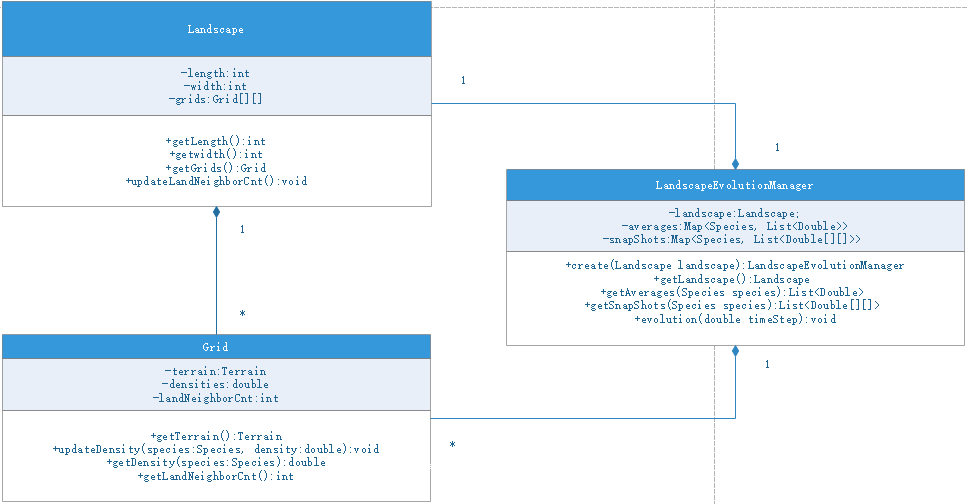 Landscape
-length:int
-width:int
-grids:Grid[][]
+getLength():int
+getwidth():int
+getGrids():Grid
+updateLandNeighborCnt():void
1
1
LandscapeEvolutionManager
-landscape:Landscape;
-averages:Map<Species, List<Double>>
-snapShots:Map<Species, List<Double[][]>>
+create(Landscape landscape):LandscapeEvolutionManager
+getLandscape():Landscape
+getAverages(Species species):List<Double>
+getSnapShots(Species species):List<Double[][]>
+evolution(double timeStep):void
1
*
1
Grid
-terrain:Terrain
-densities:double
-landNeighborCnt:int
+getTerrain():Terrain
+updateDensity(species:Species, density:double):void
+getDensity(species:Species):double
+getLandNeighborCnt():int
*